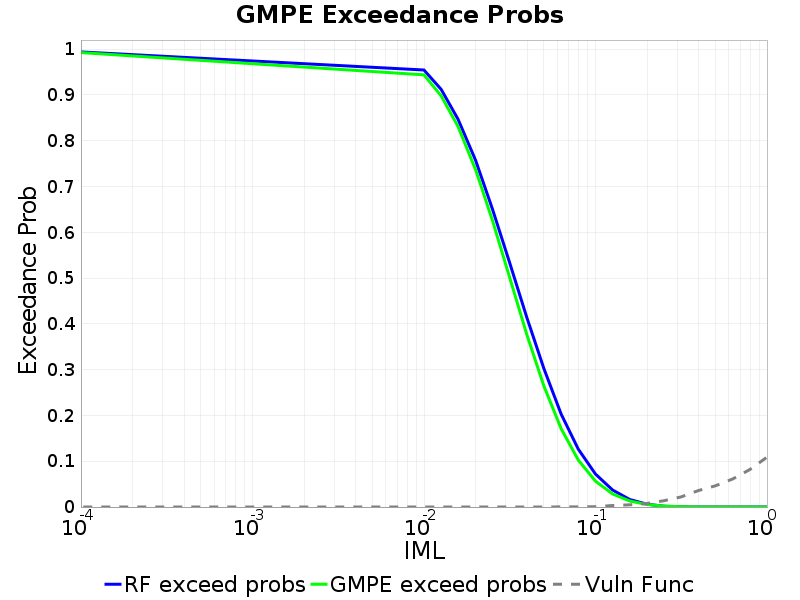 GMPE Exceedance Probs
Exceedance Prob
1
0.9
0.8
0.7
0.6
0.5
0.4
0.3
0.2
0.1
0
10^-4 10^-3 10^-2 10^-1 10^0
IML
RF exceed probs GMPE exceed probs Vuln Func